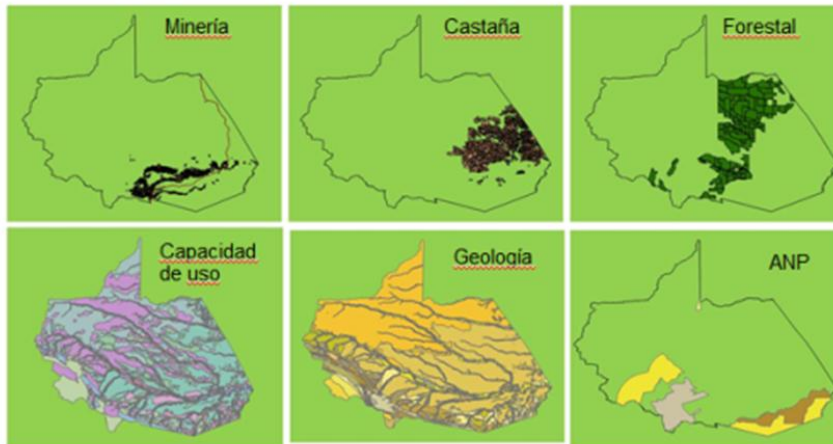 Minería
Castaña
Forestal
Capacidad
de uso
Geología
ANP